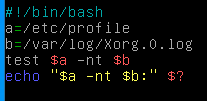 #!/bin/bash
a=/etc/profile
b=/var/log/Xorg.0.log
test $a -nt $b
echo "$a -nt $b:" $?